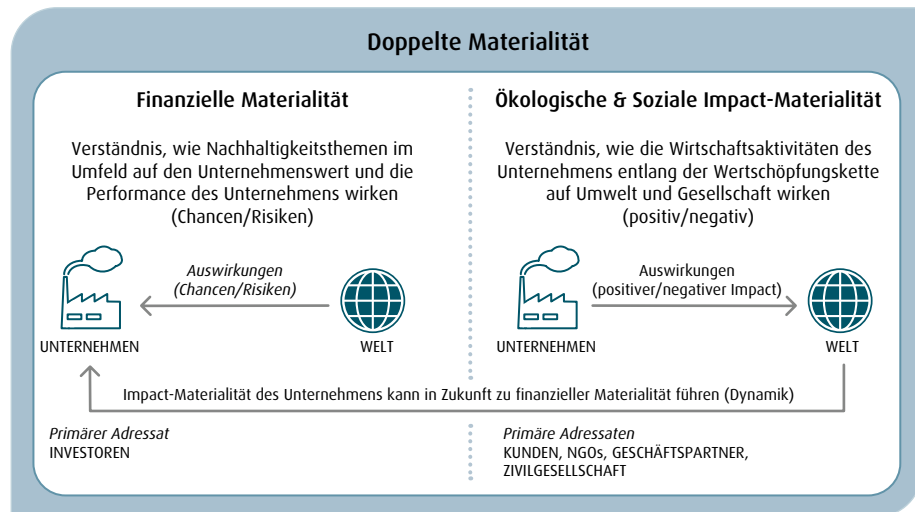 Doppelte Materialität
Finanzielle Materialität
Verständnis, wie Nachhaltigkeitsthemen im
Umfeld auf den Unternehmenswert und die
Performance des Unternehmens wirken
(Chancen/Risiken)
Auswirkungen
(Chancen/Risiken)
UNTERNEHMEN
WELT
Ökologische & Soziale Impact-Materialität
Verständnis, wie die Wirtschaftsaktivitäten des
Unternehmens entlang der Wertschöpfungskette
auf Umwelt und Gesellschaft wirken
(positiv/negativ)
Auswirkungen
(positiver/negativer Impact)
UNTERNEHMEN
WELT
Impact-Materialität des Unternehmens kann in Zukunft zu finanzieller Materialität führen (Dynamik)
Primärer Adressat
INVESTOREN
Primäre Adressaten
KUNDEN, NGOs, GESCHÄFTSPARTNER,
ZIVILGESELLSCHAFT